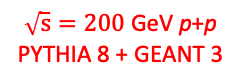 √s = 200 GeV p+p
PYTHIA 8 + GEANT 3